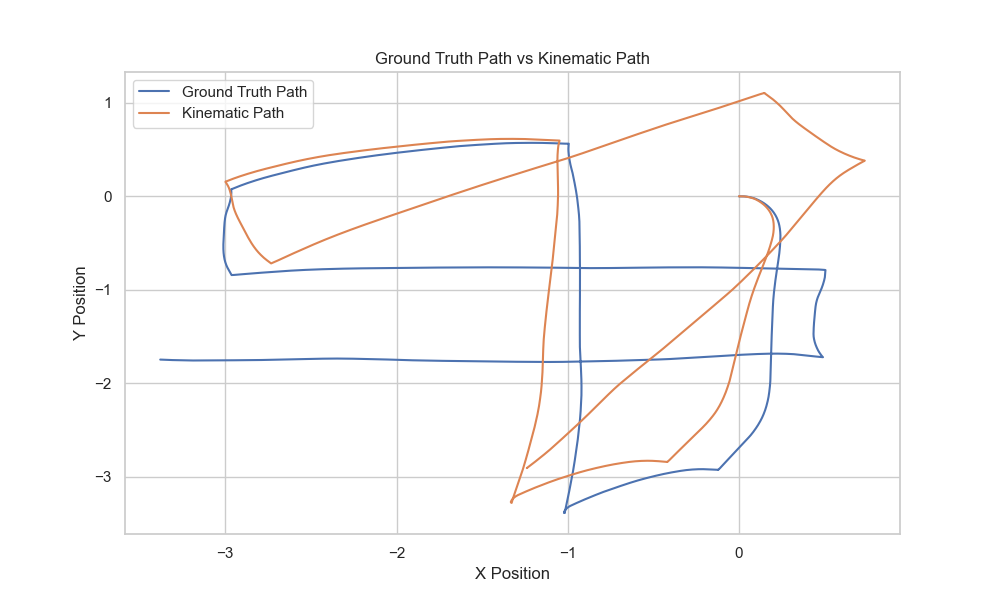 Ground Truth Path vs Kinematic Path
Ground Truth Path
Kinematic Path
1
0
−1
−2
−3
Y Position
−3
−2
−1
0
X Position